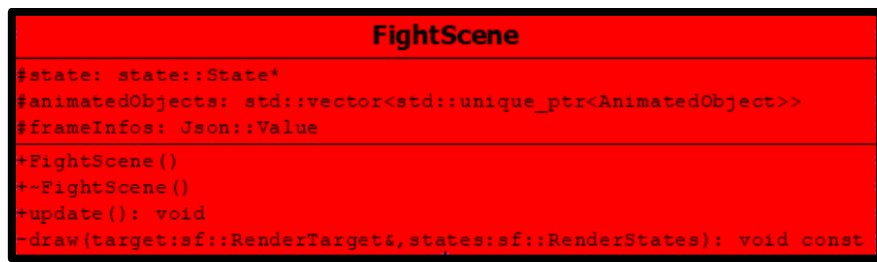 FightScene
#state: state::State*
#animatedObjects: std::vector<std::unique_ptr<AnimatedObject>>
#frameInfos: Json::Value
+FightScene()
+~FightScene()
+update(): void
-draw(target:sf::RenderTarget&,states:sf::RenderStates): void const